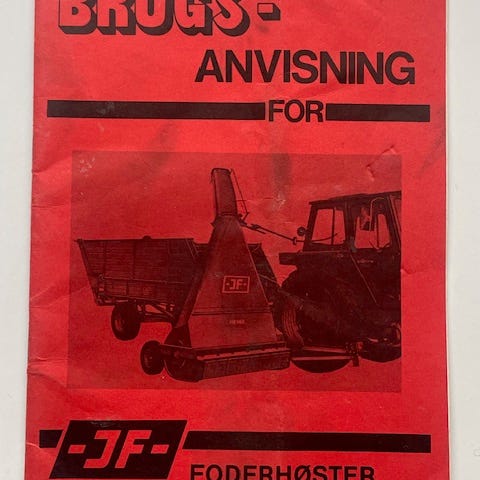 BRUGS-
ANVISNING
FOR
-JF-
-JF-
FODERHØSTER